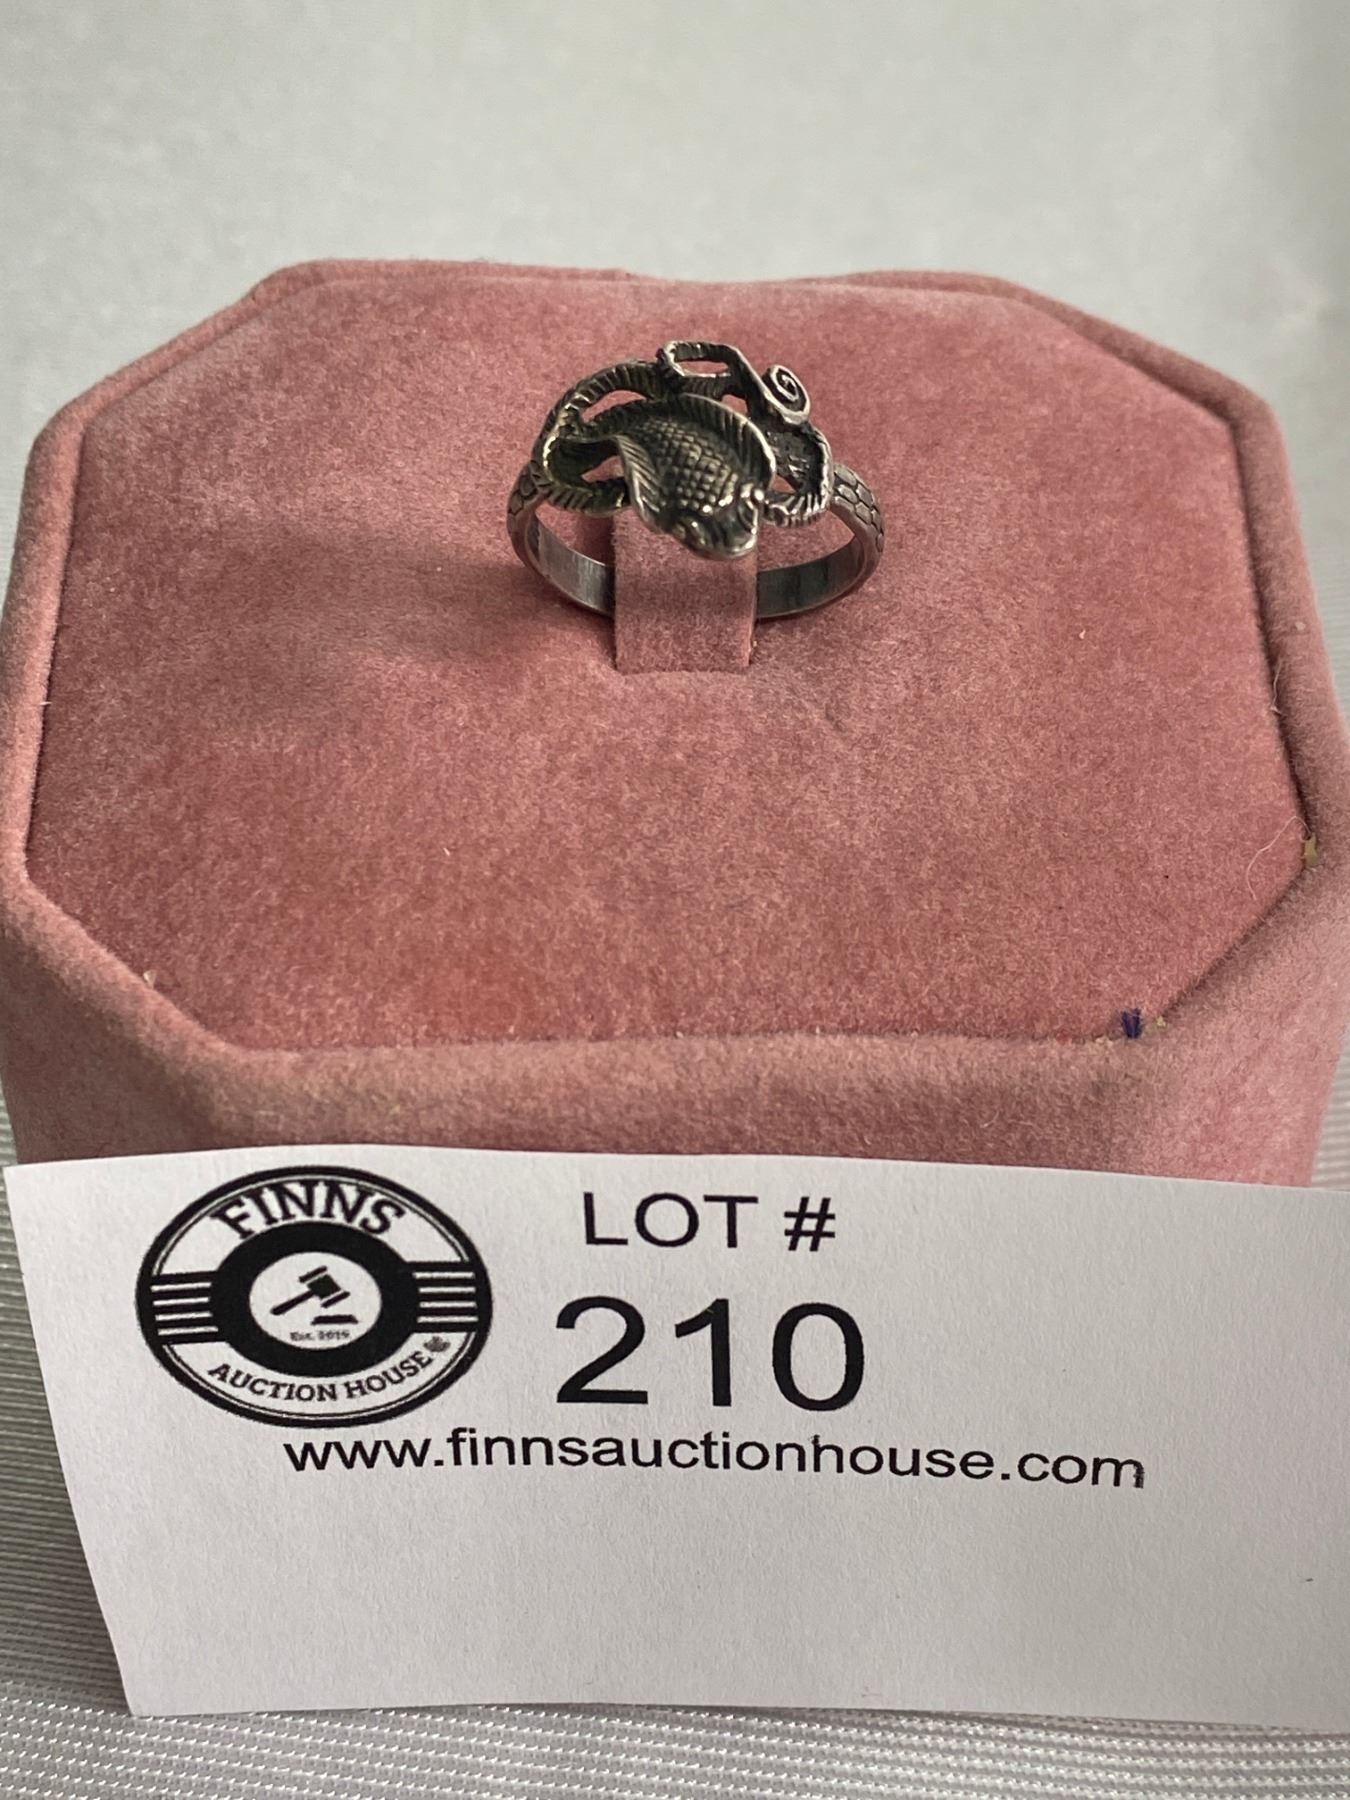 FINNS
Est. 2019
AUCTION HOUSE
LOT #
210
www.finnsauctionhouse.com